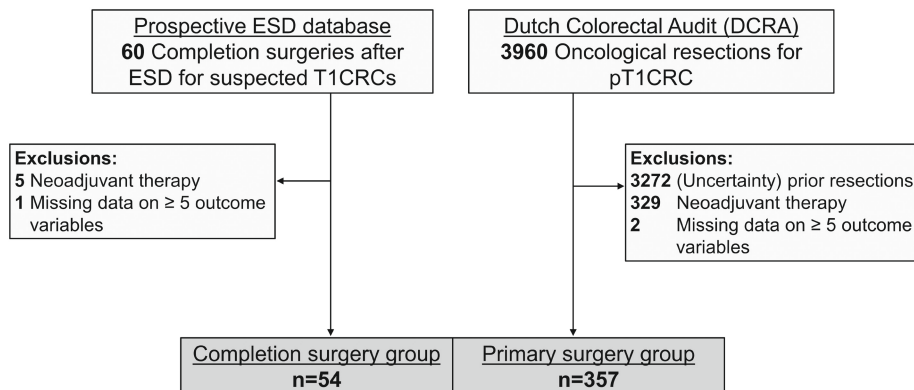 Prospective ESD database
60 Completion surgeries after
ESD for suspected T1CRCs
Dutch Colorectal Audit (DCRA)
3960 Oncological resections for
pT1CRC
Exclusions:
5 Neoadjuvant therapy
1 Missing data on ≥ 5 outcome
variables
Exclusions:
3272 (Uncertainty) prior resections
329 Neoadjuvant therapy
2 Missing data on ≥ 5 outcome
variables
Completion surgery group
n=54
Primary surgery group
n=357